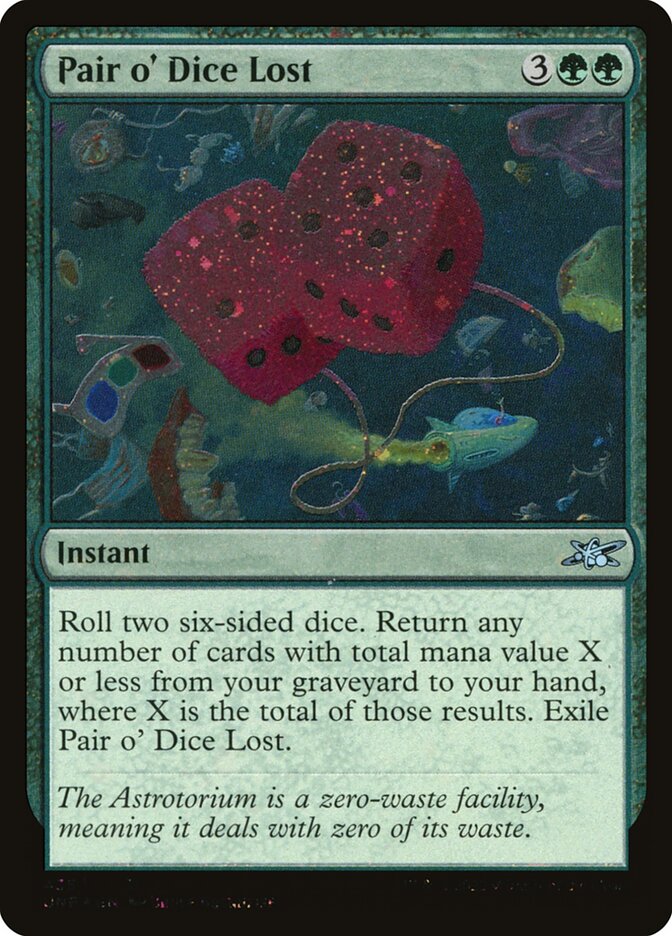 Pair o' Dice Lost 3
Instant
Roll two six-sided dice. Return any
number of cards with total mana value X
or less from your graveyard to your hand,
where X is the total of those results. Exile
Pair o' Dice Lost.
The Astrotorium is a zero-waste facility,
meaning it deals with zero of its waste.